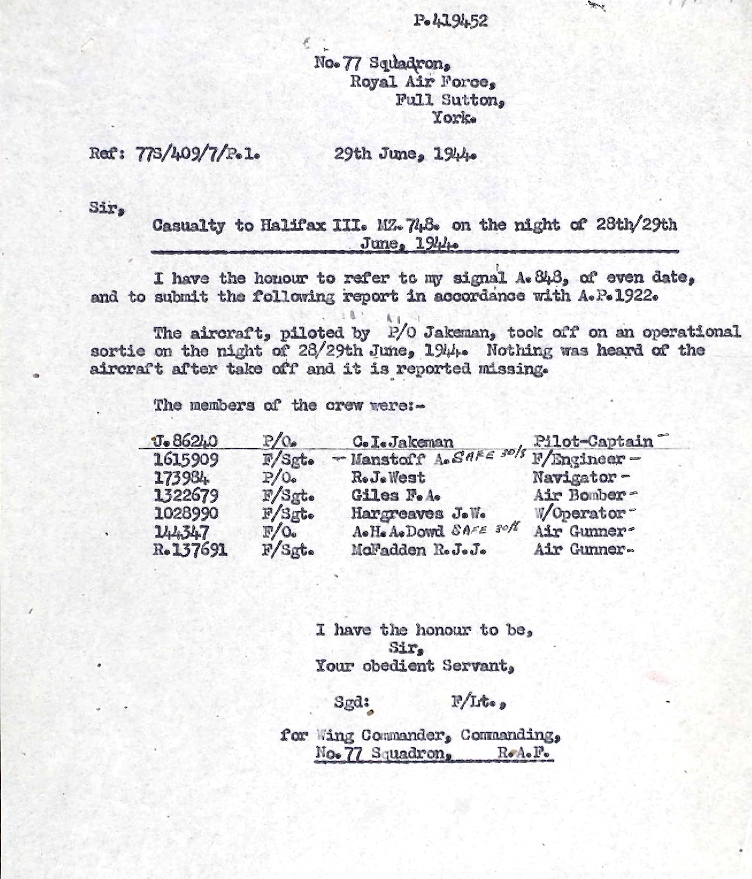 P.419452
No.77 Squadron,
Royal Air Force,
Full Sutton,
York.
Ref: 77S/409/7/P.1. 29th June, 1944.
Sir,
Casualty to Halifax III. MZ.748. on the night of 28th/29th
June, 1944.
I have the honour to refer to my signal A.848, of even date,
and to submit the following report in accordance with A.P.1922.
The aircraft, piloted by P/O Jakeman, took off on an operational
sortie on the night of 28/29th June, 1944. Nothing was heard of the
aircraft after take off and it is reported missing.
The members of the crew were:-
J.86240 P/O. C.I.Jakeman Pilot-Captain -
1615909 F/Sgt. - Manstoff A. SAFE 30/8 F/Engineer -
173984 P/O. R.J.West Navigator -
1322679 F/Sgt. Giles F.A. Air Bomber -
1028990 F/Sgt. Hargreaves J.W. W/Operator -
144347 F/O. A.H.A.Dowd SAFE 30/8 Air Gunner -
R.137691 F/Sgt. McFadden R.J.J. Air Gunner -
I have the honour to be,
Sir,
Your obedient Servant,
Sgd: F/Lt.,
for Wing Commander, Commanding,
No.77 Squadron, R.A.F.